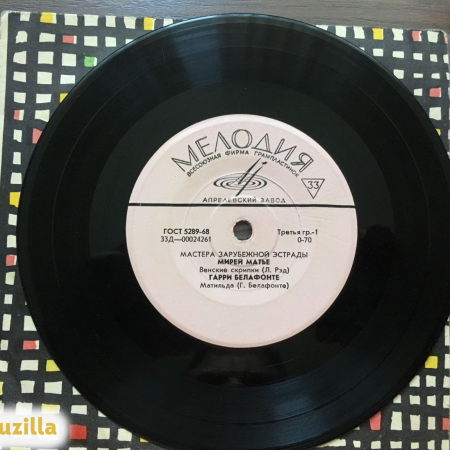 МЕЛОДИЯ
ВСЕСОЮЗНАЯ ФИРМА ГРАМПЛАСТИНОК
33
АПРЕЛЕВСКИЙ ЗАВОД
ГОСТ 5289-68
Третья гр.-1
33Д—00024261
0-70
МАСТЕРА ЗАРУБЕЖНОЙ ЭСТРАДЫ
МИРЕЙ МАТЬЕ
Венские скрипки (Л. Рэд)
ГАРРИ БЕЛАФОНТЕ
Матильда (Г. Белафонте)
uzilla